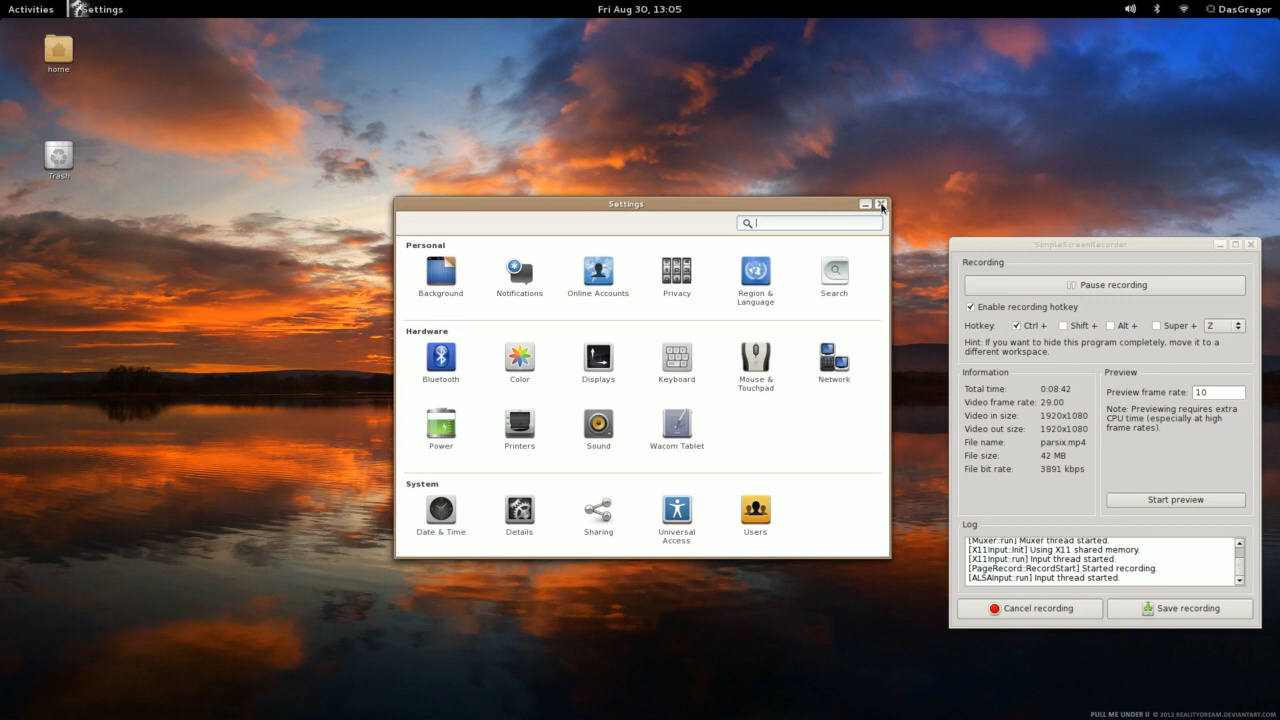 Activities
Settings
Fri Aug 30, 13:05
DasGregor
home
Trash
Settings
Personal
Background
Notifications
Online Accounts
Privacy
Region &
Language
Search
Hardware
Bluetooth
Color
Displays
Keyboard
Mouse &
Touchpad
Network
Power
Printers
Sound
Wacom Tablet
System
Date & Time
Details
Sharing
Universal
Access
Users
SimpleScreenRecorder
Recording
Pause recording
Enable recording hotkey
Hotkey: Ctrl + Shift + Alt + Super + Z
Hint: If you want to hide this program completely, move it to a
different workspace.
Information
Total time: 0:08:42
Video frame rate: 29.00
Video in size: 1920x1080
Video out size: 1920x1080
File name: parsix.mp4
File size: 42 MB
File bit rate: 3891 kbps
Preview
Preview frame rate: 10
Note: Previewing requires extra
CPU time (especially at high
frame rates).
Start preview
Log
[Muxer::run] Muxer thread started.
[X11Input::Init] Using X11 shared memory.
[X11Input::run] Input thread started.
[PageRecord::RecordStart] Started recording.
[ALSAInput::run] Input thread started.
Cancel recording
Save recording
PULL ME UNDER II © 2012 REALITYDREAM.DEVIANTART.COM